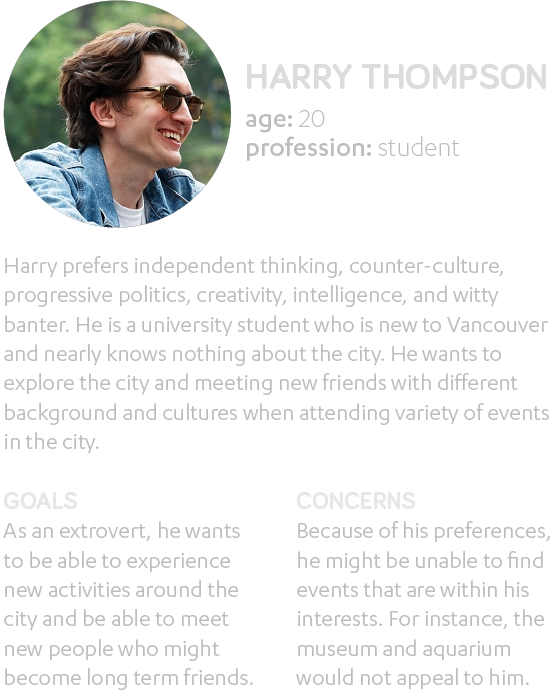 HARRY THOMPSON
age: 20
profession: student
Harry prefers independent thinking, counter-culture,
progressive politics, creativity, intelligence, and witty
banter. He is a university student who is new to Vancouver
and nearly knows nothing about the city. He wants to
explore the city and meeting new friends with different
background and cultures when attending variety of events
in the city.
GOALS
As an extrovert, he wants
to be able to experience
new activities around the
city and be able to meet
new people who might
become long term friends.
CONCERNS
Because of his preferences,
he might be unable to find
events that are within his
interests. For instance, the
museum and aquarium
would not appeal to him.